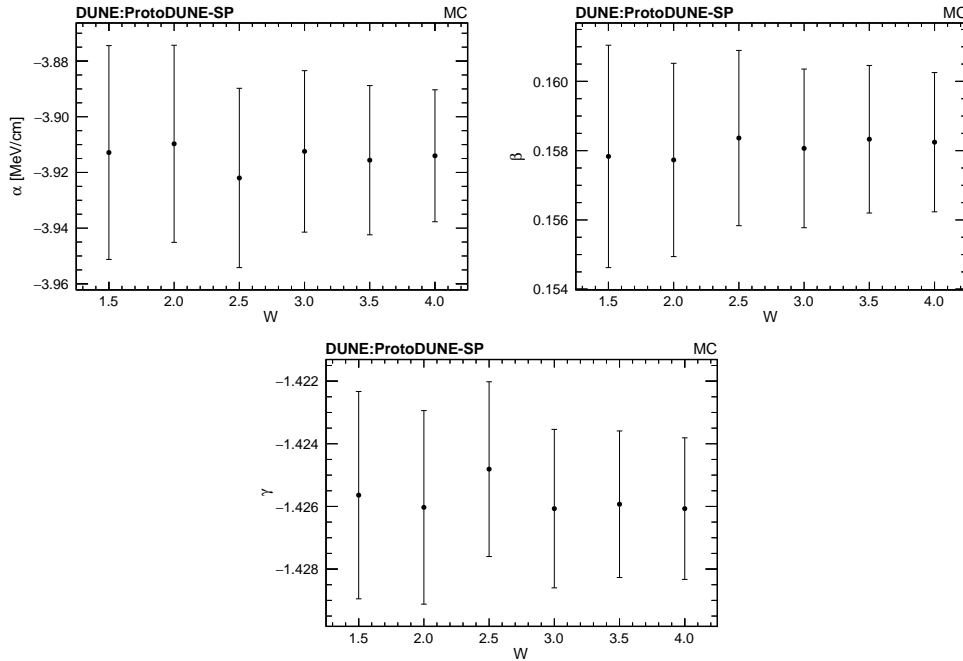 DUNE:ProtoDUNE-SP MC
−3.88
−3.90
−3.92
−3.94
−3.96
α [MeV/cm]
1.5 2.0 2.5 3.0 3.5 4.0
W
DUNE:ProtoDUNE-SP MC
0.160
0.158
0.156
0.154
β
1.5 2.0 2.5 3.0 3.5 4.0
W
DUNE:ProtoDUNE-SP MC
−1.422
−1.424
−1.426
−1.428
γ
1.5 2.0 2.5 3.0 3.5 4.0
W